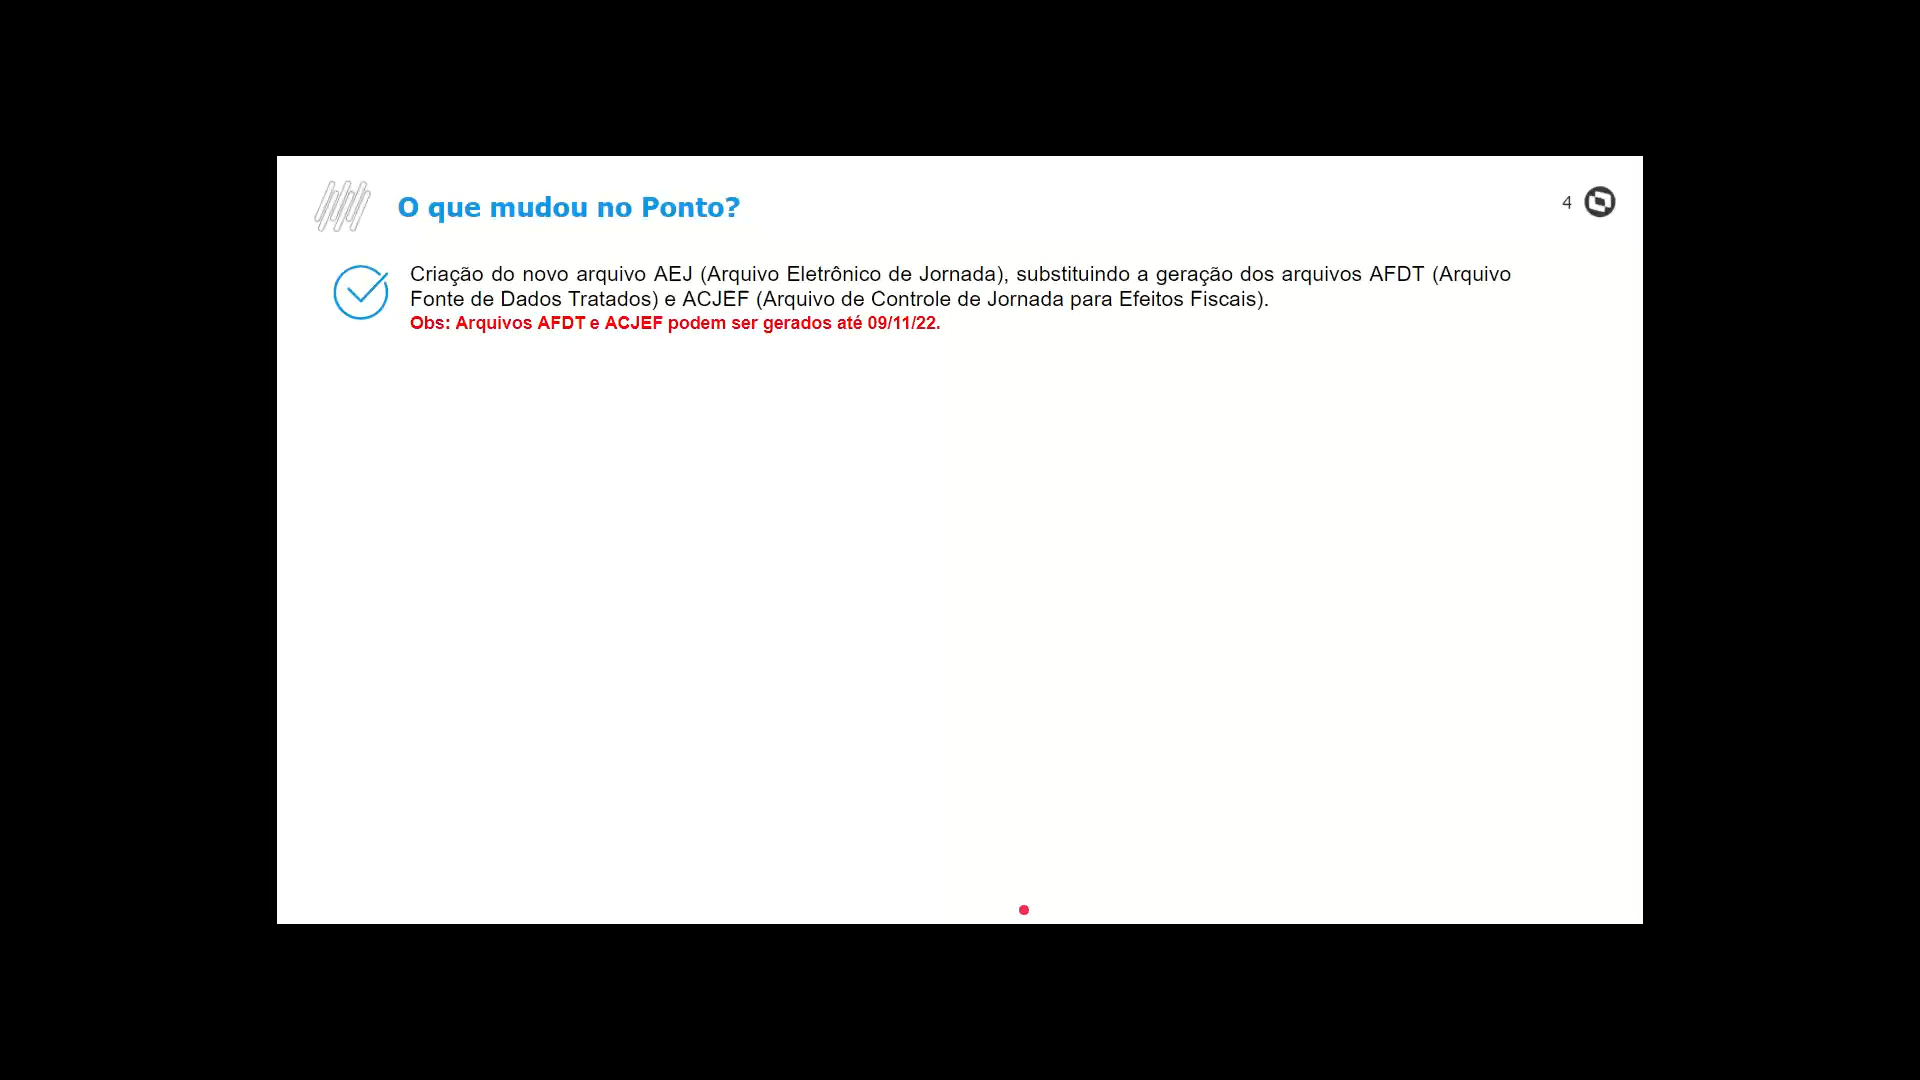 O que mudou no Ponto?
4
Criação do novo arquivo AEJ (Arquivo Eletrônico de Jornada), substituindo a geração dos arquivos AFDT (Arquivo
Fonte de Dados Tratados) e ACJEF (Arquivo de Controle de Jornada para Efeitos Fiscais).
Obs: Arquivos AFDT e ACJEF podem ser gerados até 09/11/22.